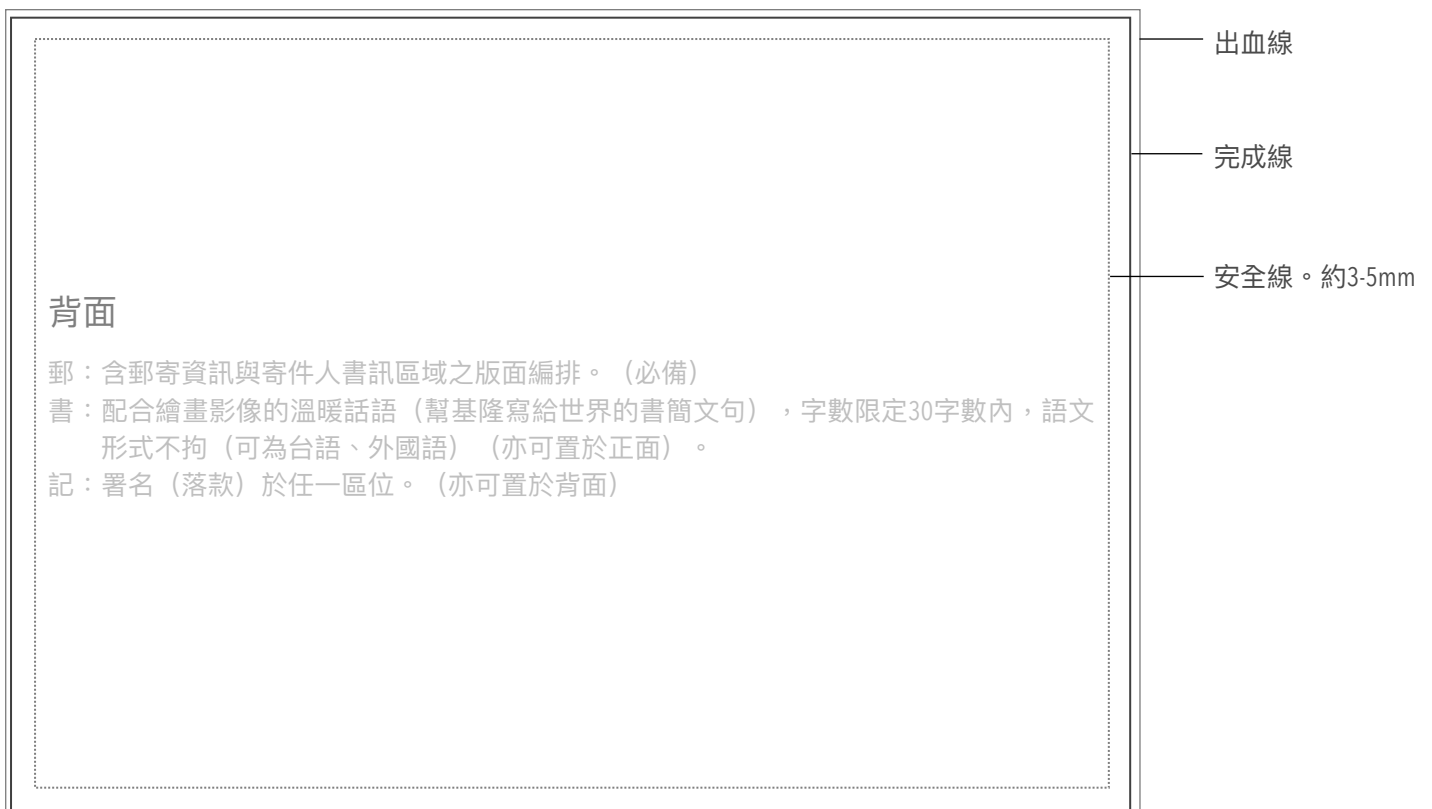 出血線
完成線
安全線。約3-5mm
背面
郵：含郵寄資訊與寄件人書訊區域之版面編排。（必備）
書：配合繪畫影像的溫暖話語（幫基隆寫給世界的書簡文句），字數限定30字數內，語文
形式不拘（可為台語、外國語）（亦可置於正面）。
記：署名（落款）於任一區位。（亦可置於背面）